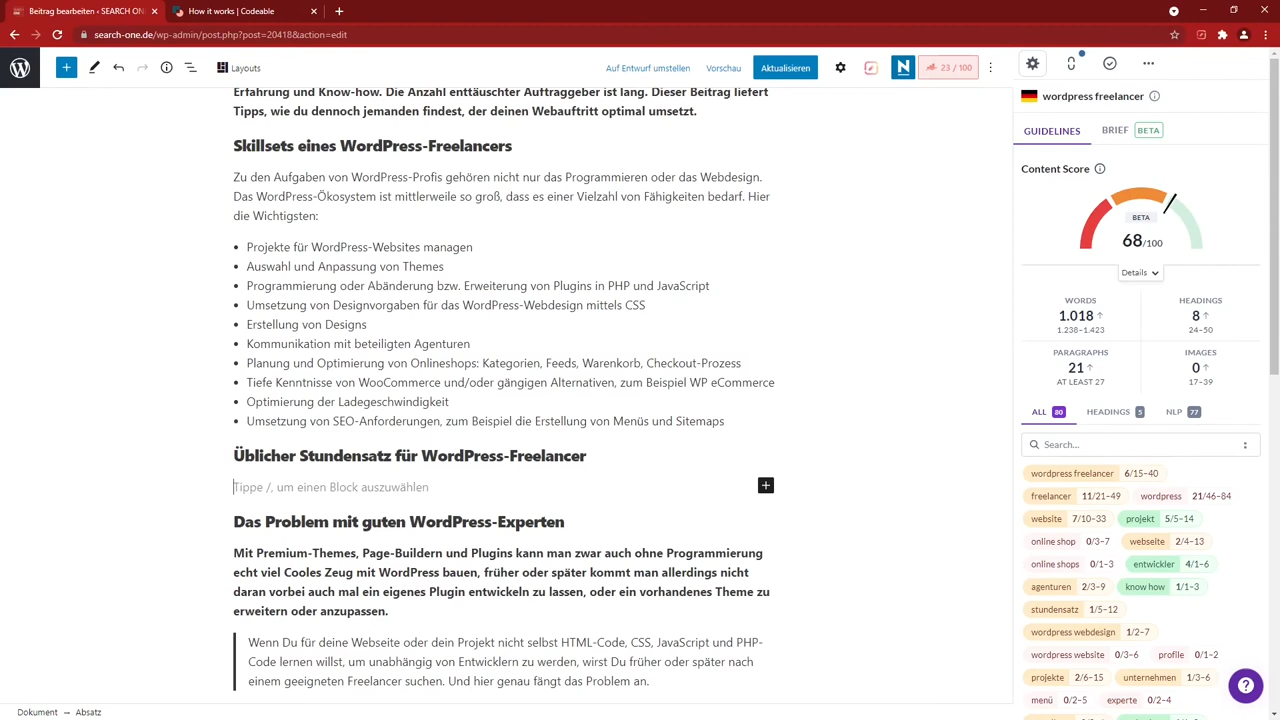 Beitrag bearbeiten ‹ SEARCH ON
How it works | Codeable
search-one.de/wp-admin/post.php?post=20418&action=edit
Layouts
Auf Entwurf umstellen
Vorschau
Aktualisieren
N
23 / 100
Erfahrung und Know-how. Die Anzahl enttäuschter Auftraggeber ist lang. Dieser Beitrag liefert
Tipps, wie du dennoch jemanden findest, der deinen Webauftritt optimal umsetzt.
Skillsets eines WordPress-Freelancers
Zu den Aufgaben von WordPress-Profis gehören nicht nur das Programmieren oder das Webdesign.
Das WordPress-Ökosystem ist mittlerweile so groß, dass es einer Vielzahl von Fähigkeiten bedarf. Hier
die Wichtigsten:
• Projekte für WordPress-Websites managen
• Auswahl und Anpassung von Themes
• Programmierung oder Abänderung bzw. Erweiterung von Plugins in PHP und JavaScript
• Umsetzung von Designvorgaben für das WordPress-Webdesign mittels CSS
• Erstellung von Designs
• Kommunikation mit beteiligten Agenturen
• Planung und Optimierung von Onlineshops: Kategorien, Feeds, Warenkorb, Checkout-Prozess
• Tiefe Kenntnisse von WooCommerce und/oder gängigen Alternativen, zum Beispiel WP eCommerce
• Optimierung der Ladegeschwindigkeit
• Umsetzung von SEO-Anforderungen, zum Beispiel die Erstellung von Menüs und Sitemaps
Üblicher Stundensatz für WordPress-Freelancer
Tippe /, um einen Block auszuwählen
Das Problem mit guten WordPress-Experten
Mit Premium-Themes, Page-Buildern und Plugins kann man zwar auch ohne Programmierung
echt viel Cooles Zeug mit WordPress bauen, früher oder später kommt man allerdings nicht
daran vorbei auch mal ein eigenes Plugin entwickeln zu lassen, oder ein vorhandenes Theme zu
erweitern oder anzupassen.
Wenn Du für deine Webseite oder dein Projekt nicht selbst HTML-Code, CSS, JavaScript und PHP-
Code lernen willst, um unabhängig von Entwicklern zu werden, wirst Du früher oder später nach
einem geeigneten Freelancer suchen. Und hier genau fängt das Problem an.
Dokument → Absatz
wordpress freelancer
GUIDELINES
BRIEF BETA
Content Score
BETA
68/100
Details
WORDS HEADINGS
1.018 8
1.238–1.423 24–50
PARAGRAPHS IMAGES
21 0
AT LEAST 27 17–39
ALL 80 HEADINGS 5 NLP 77
Search...
wordpress freelancer 6/15–40
freelancer 11/21–49 wordpress 21/46–84
website 7/10–33 projekt 5/5–14
online shop 0/3–7 webseite 2/4–13
online shops 0/1–3 entwickler 4/1–6
agenturen 2/3–9 know how 1/1–3
stundensatz 1/5–12
wordpress webdesign 1/2–7
wordpress website 0/3–6 profile 0/1–2
projekte 2/6–15 unternehmen 1/3–6
menü 0/2–5 experte 0/2–4